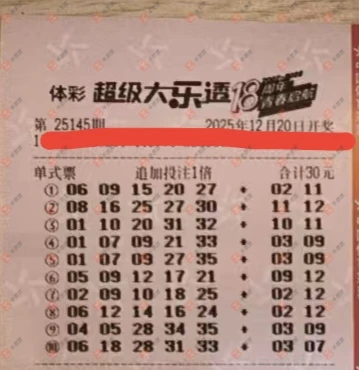 体彩 超级大乐透 18周年 青春启航
第 25145期 2025年12月20日开奖
1
单式票 追加投注1倍 合计30元
① 06 09 15 20 27 + 02 11
② 08 16 25 27 30 + 11 12
③ 01 10 20 31 32 + 10 11
④ 01 07 09 21 33 + 03 09
⑤ 01 07 09 27 35 + 03 09
⑥ 05 09 12 17 21 + 09 12
⑦ 02 09 10 18 25 + 02 12
⑧ 06 12 14 16 24 + 02 12
⑨ 04 05 28 34 35 + 03 09
⑩ 06 18 28 31 33 + 03 07